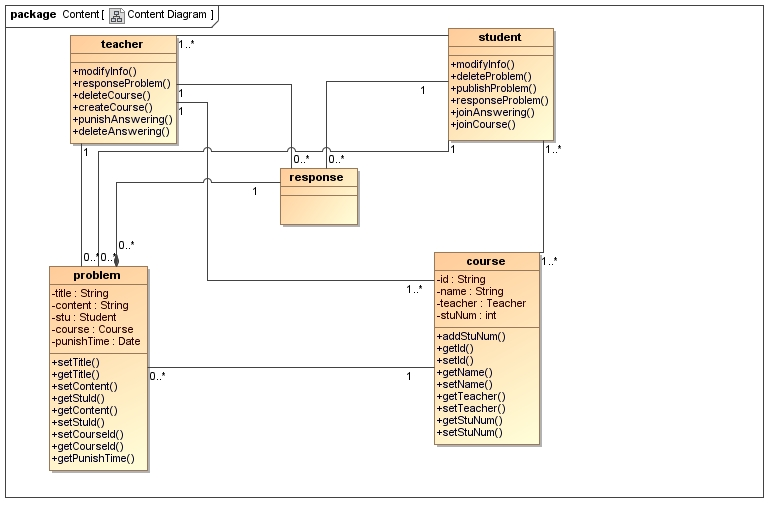 package Content [ Content Diagram ]
teacher
+modifyInfo()
+responseProblem()
+deleteCourse()
+createCourse()
+punishAnswering()
+deleteAnswering()
1..*
1
1
1
student
+modifyInfo()
+deleteProblem()
+publishProblem()
+responseProblem()
+joinAnswering()
+joinCourse()
1
1
1..*
0..*
0..*
response
1
0..*
0..*
0..*
problem
-title : String
-content : String
-stu : Student
-course : Course
-punishTime : Date
+setTitle()
+getTitle()
+setContent()
+getStuId()
+getContent()
+setStuId()
+setCourseId()
+getCourseId()
+getPunishTime()
0..*
1
1..*
1..*
course
-id : String
-name : String
-teacher : Teacher
-stuNum : int
+addStuNum()
+getId()
+setId()
+getName()
+setName()
+getTeacher()
+setTeacher()
+getStuNum()
+setStuNum()